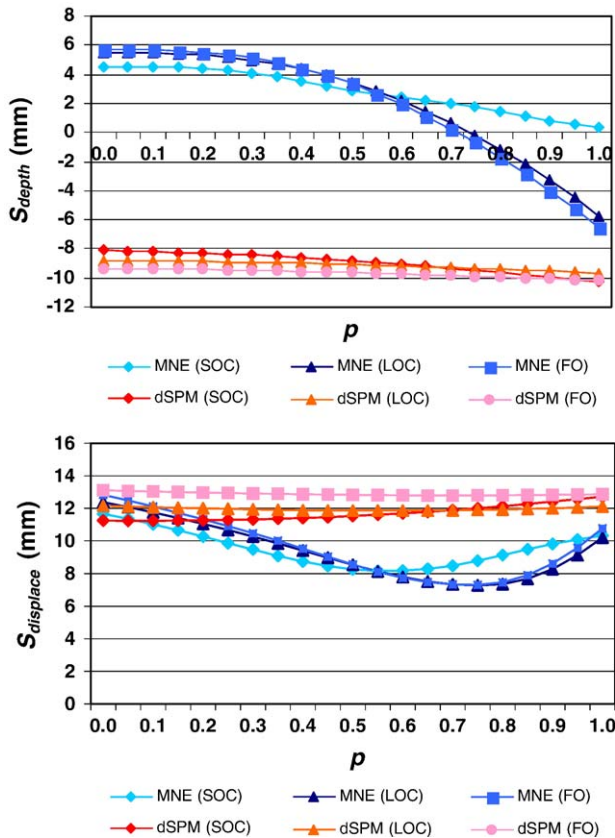 8
6
4
2
0
0.0 0.1 0.2 0.3 0.4 0.5 0.6 0.7 0.8 0.9 1.0
-2
-4
-6
-8
-10
-12
S_depth (mm)
p
MNE (SOC) MNE (LOC) MNE (FO)
dSPM (SOC) dSPM (LOC) dSPM (FO)
16
14
12
10
8
6
4
2
0
S_displace (mm)
0.0 0.1 0.2 0.3 0.4 0.5 0.6 0.7 0.8 0.9 1.0
p
MNE (SOC) MNE (LOC) MNE (FO)
dSPM (SOC) dSPM (LOC) dSPM (FO)